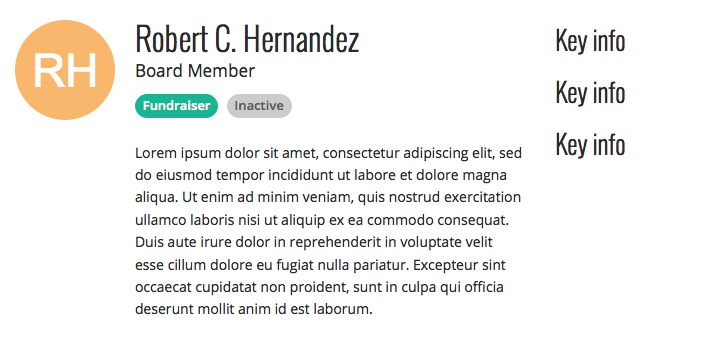 RH
Robert C. Hernandez
Board Member
Fundraiser Inactive
Lorem ipsum dolor sit amet, consectetur adipiscing elit, sed
do eiusmod tempor incididunt ut labore et dolore magna
aliqua. Ut enim ad minim veniam, quis nostrud exercitation
ullamco laboris nisi ut aliquip ex ea commodo consequat.
Duis aute irure dolor in reprehenderit in voluptate velit
esse cillum dolore eu fugiat nulla pariatur. Excepteur sint
occaecat cupidatat non proident, sunt in culpa qui officia
deserunt mollit anim id est laborum.
Key info
Key info
Key info